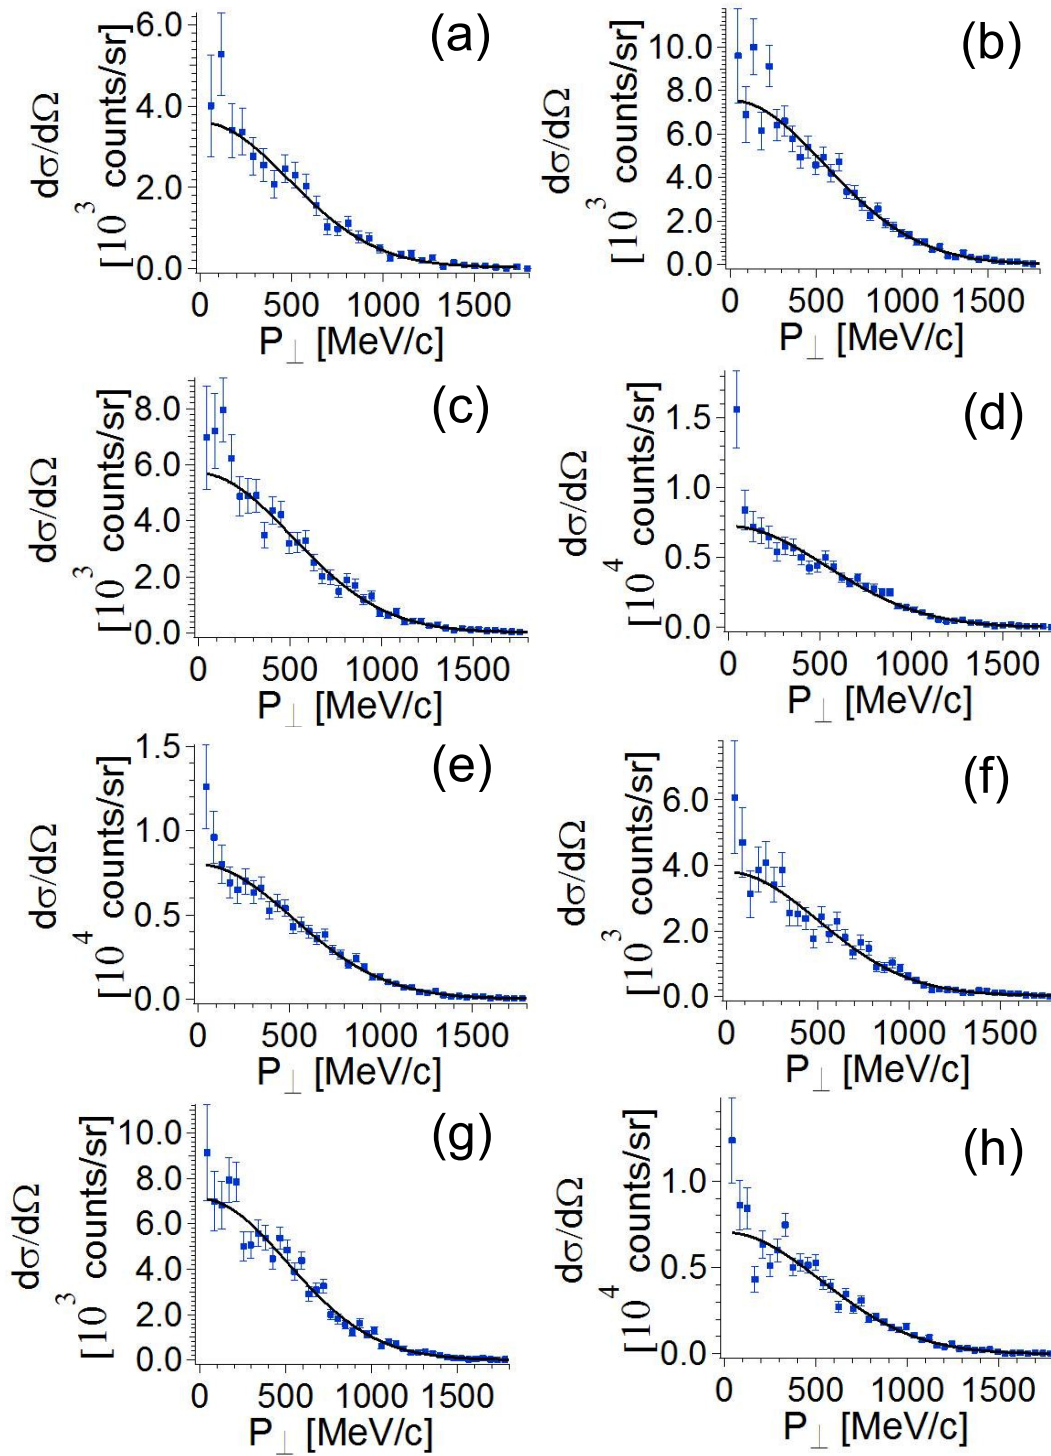 (a)
dσ/dΩ
[10³ counts/sr]
6.0
4.0
2.0
0.0
0 500 1000 1500
P⊥ [MeV/c]
(b)
dσ/dΩ
[10³ counts/sr]
10.0
8.0
6.0
4.0
2.0
0.0
0 500 1000 1500
P⊥ [MeV/c]
(c)
dσ/dΩ
[10³ counts/sr]
8.0
6.0
4.0
2.0
0.0
0 500 1000 1500
P⊥ [MeV/c]
(d)
dσ/dΩ
[10⁴ counts/sr]
1.5
1.0
0.5
0.0
0 500 1000 1500
P⊥ [MeV/c]
(e)
dσ/dΩ
[10⁴ counts/sr]
1.5
1.0
0.5
0.0
0 500 1000 1500
P⊥ [MeV/c]
(f)
dσ/dΩ
[10³ counts/sr]
6.0
4.0
2.0
0.0
0 500 1000 1500
P⊥ [MeV/c]
(g)
dσ/dΩ
[10³ counts/sr]
10.0
8.0
6.0
4.0
2.0
0.0
0 500 1000 1500
P⊥ [MeV/c]
(h)
dσ/dΩ
[10⁴ counts/sr]
1.0
0.5
0.0
0 500 1000 1500
P⊥ [MeV/c]